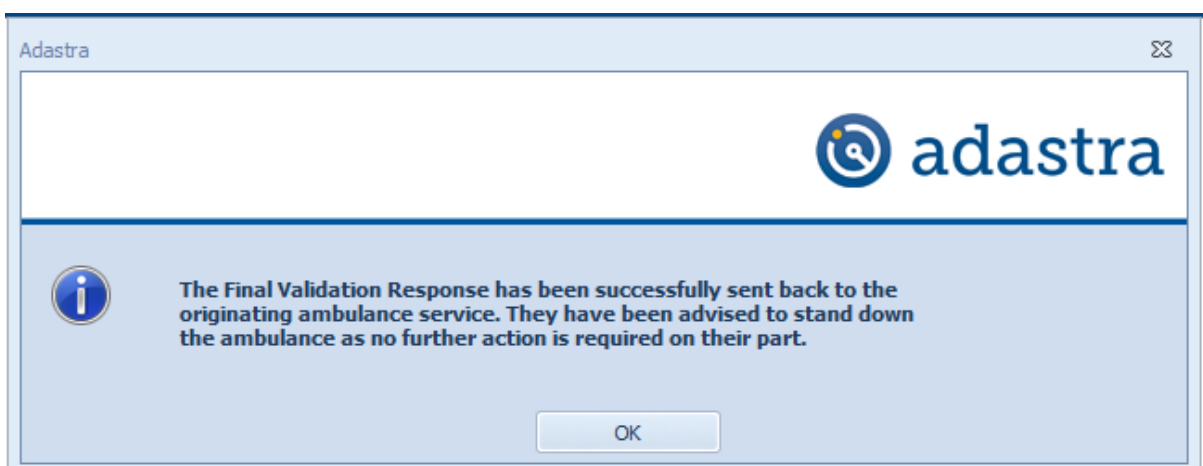 Adastra
adastra
The Final Validation Response has been successfully sent back to the
originating ambulance service. They have been advised to stand down
the ambulance as no further action is required on their part.
OK